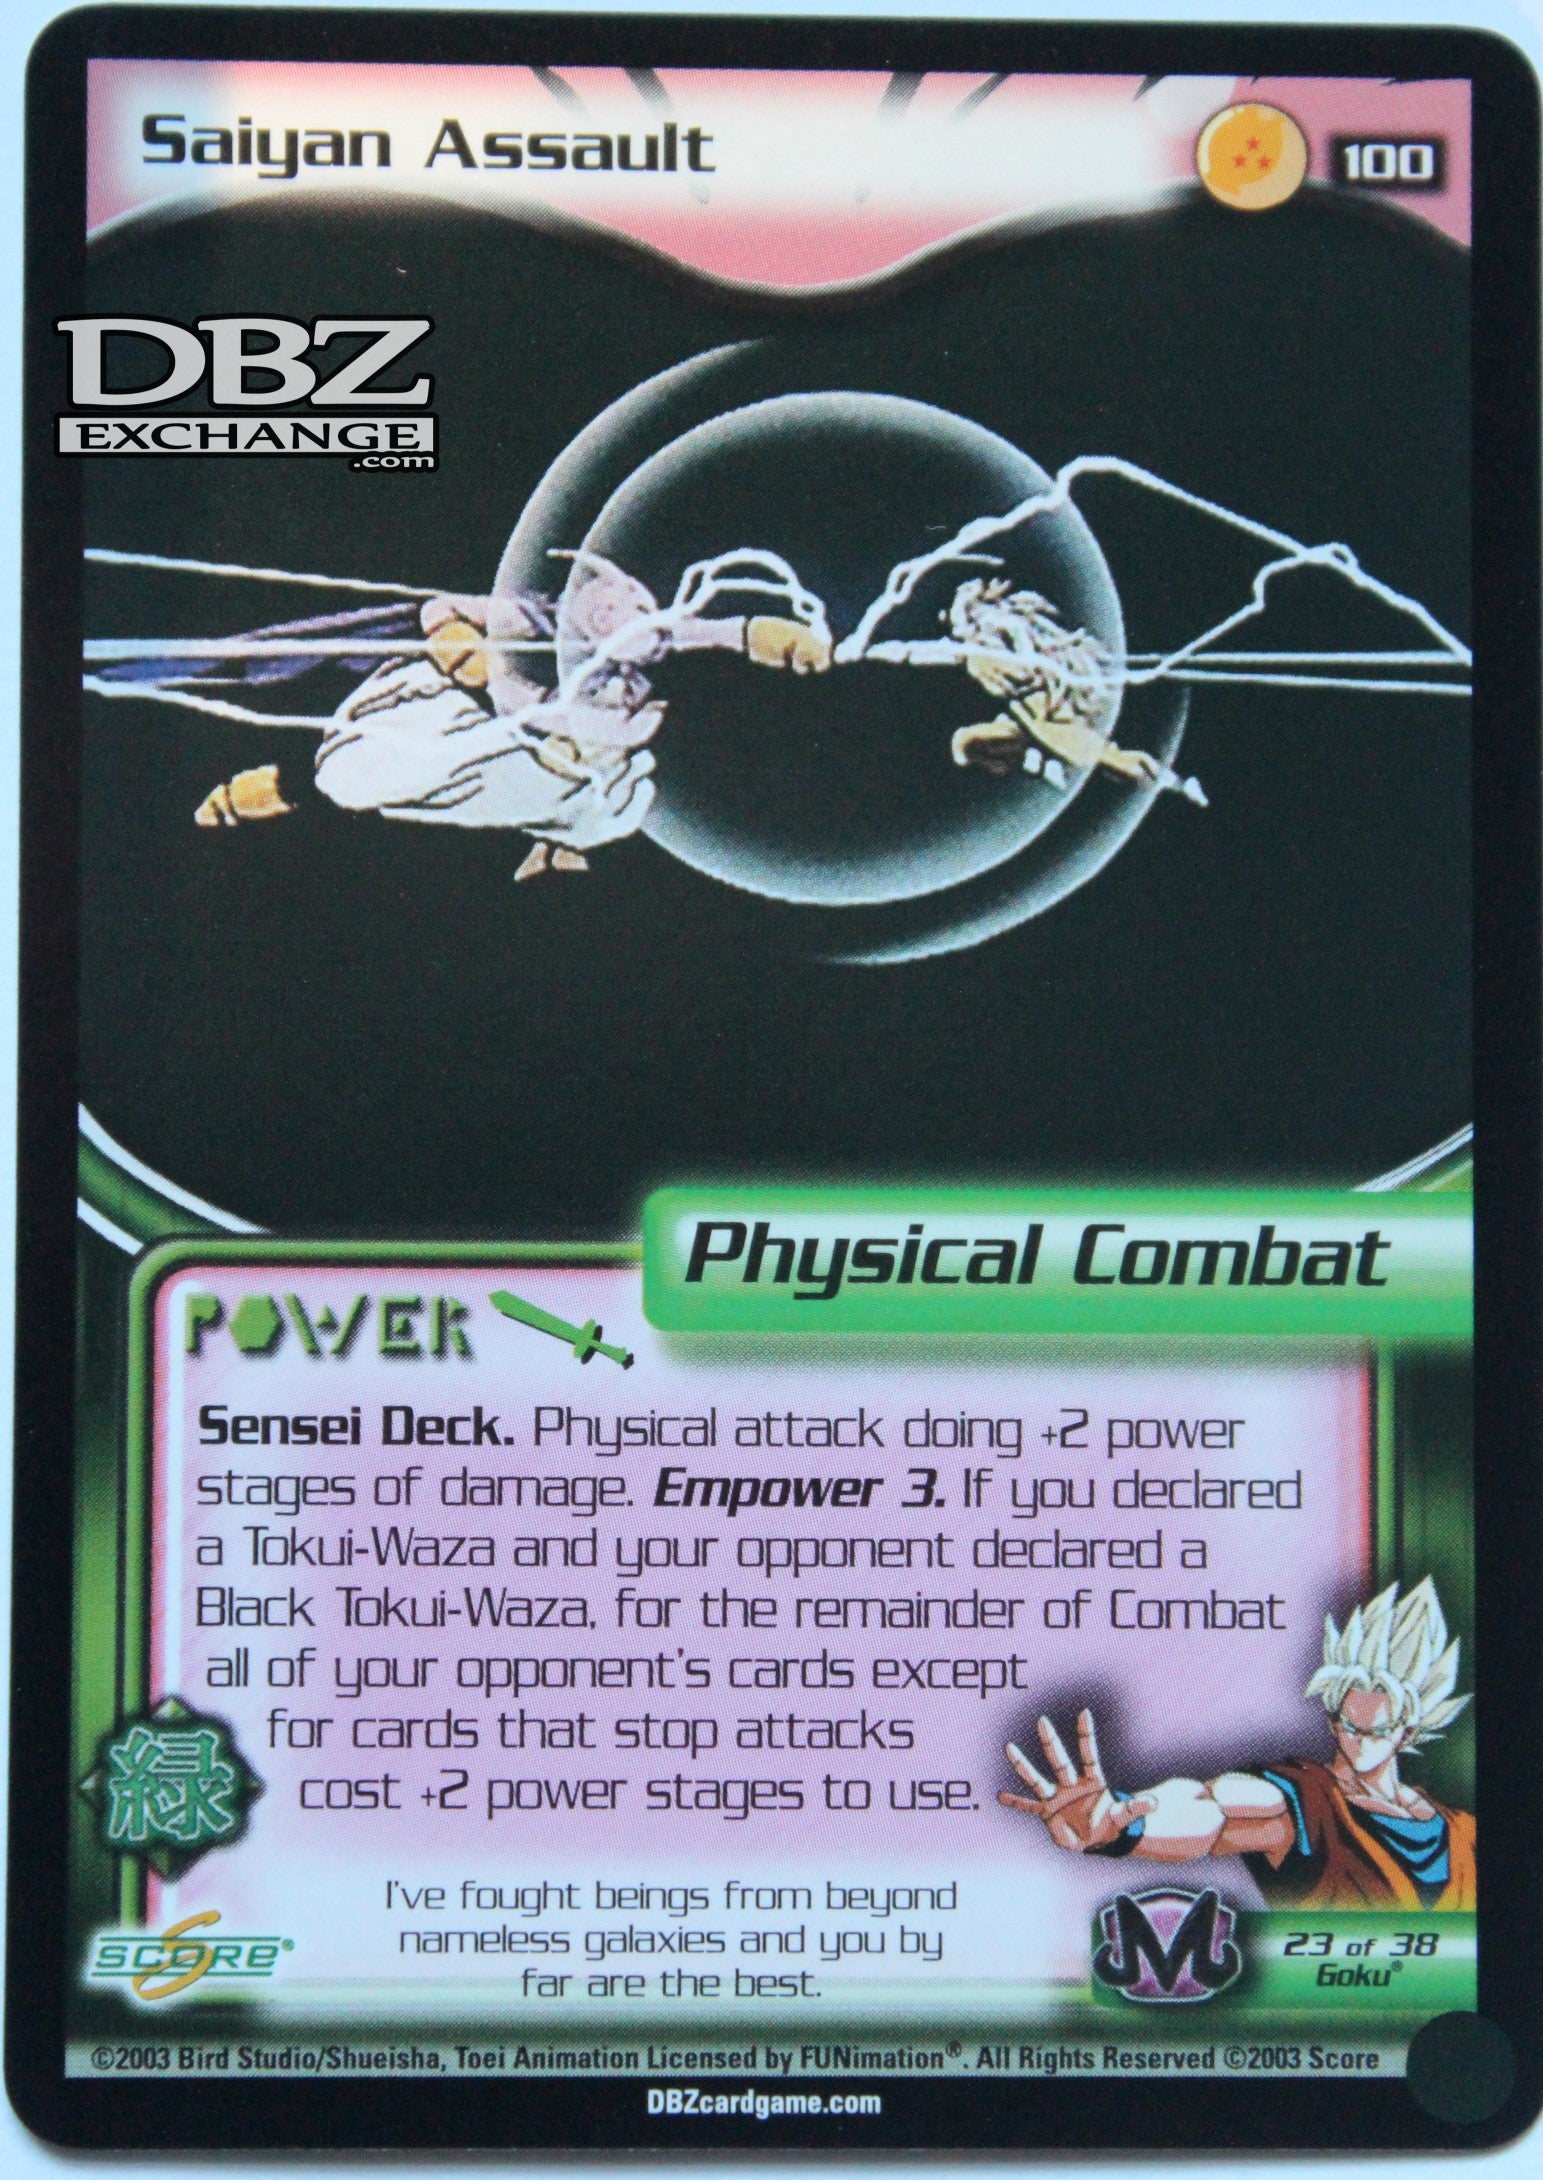 Saiyan Assault
100
DBZ
EXCHANGE
.com
Physical Combat
POWER
Sensei Deck. Physical attack doing +2 power
stages of damage. Empower 3. If you declared
a Tokui-Waza and your opponent declared a
Black Tokui-Waza, for the remainder of Combat
all of your opponent's cards except
for cards that stop attacks
cost +2 power stages to use.
緑
I've fought beings from beyond
nameless galaxies and you by
far are the best.
SCORE®
M
23 of 38
Goku®
©2003 Bird Studio/Shueisha, Toei Animation Licensed by FUNimation®. All Rights Reserved ©2003 Score
DBZcardgame.com